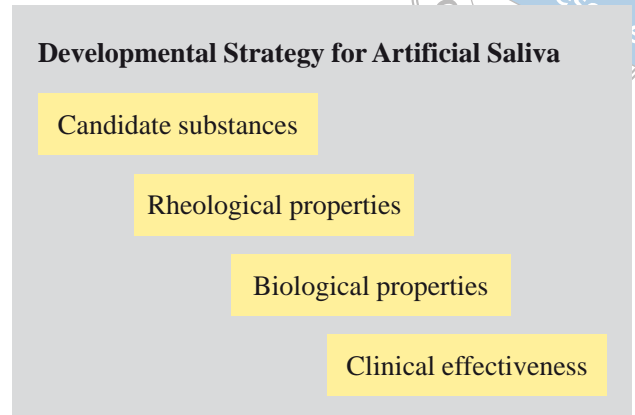 Developmental Strategy for Artificial Saliva
Candidate substances
Rheological properties
Biological properties
Clinical effectiveness